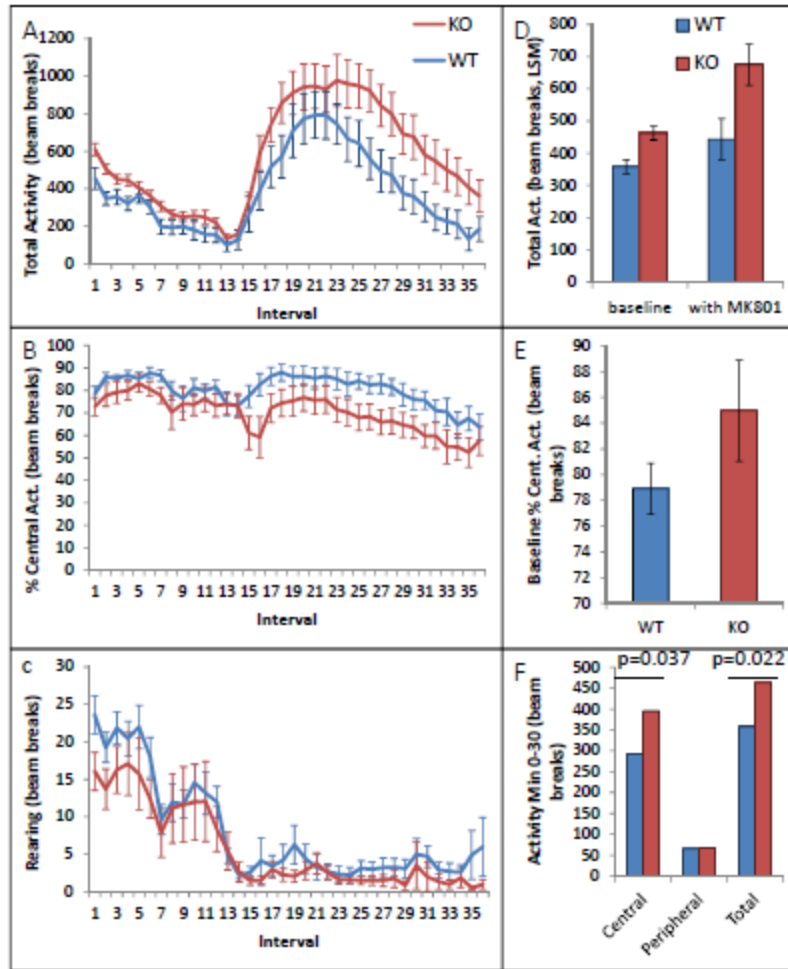 A
KO
WT
Total Activity (beam breaks)
1200
1000
800
600
400
200
0
1 3 5 7 9 11 13 15 17 19 21 23 25 27 29 31 33 35
Interval
D
WT
KO
Total Act. (beam breaks, LSM)
800
700
600
500
400
300
200
100
0
baseline with MK801
B
% Central Act. (beam breaks)
100
90
80
70
60
50
40
30
20
10
0
1 3 5 7 9 11 13 15 17 19 21 23 25 27 29 31 33 35
Interval
E
Baseline % Cent. Act. (beam
breaks)
90
88
86
84
82
80
78
76
74
72
70
WT KO
c
Rearing (beam breaks)
30
25
20
15
10
5
0
1 3 5 7 9 11 13 15 17 19 21 23 25 27 29 31 33 35
Interval
F
p=0.037 p=0.022
Activity Min 0-30 (beam
breaks)
500
450
400
350
300
250
200
150
100
50
0
Central
Peripheral
Total